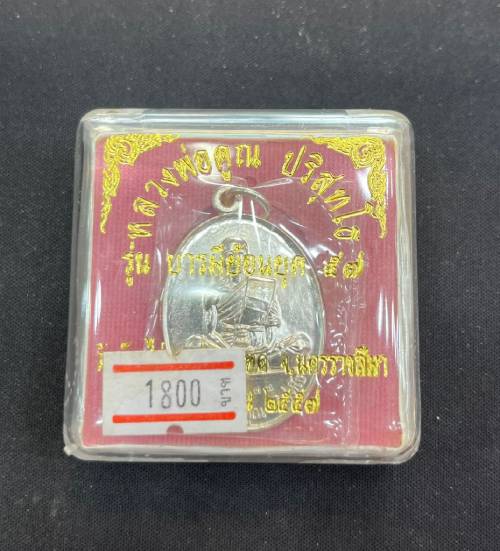 หลวงพ่อคูณ ปริสุทฺโธ
รุ่น บารมีย้อนยุค ๕๗
จ.นครราชสีมา
๒๕๕๗
1800 บาท